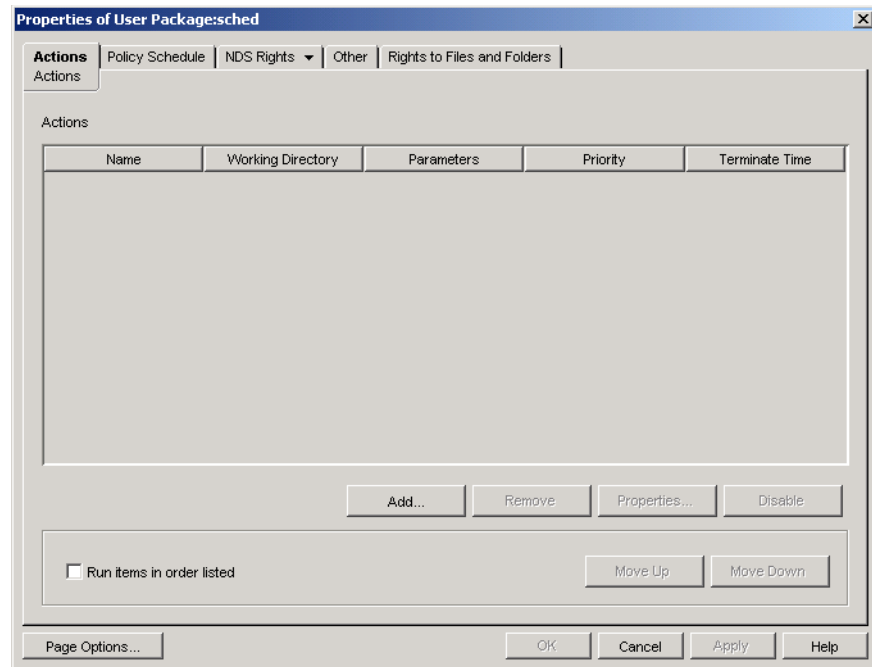 Properties of User Package:sched
Actions Policy Schedule NDS Rights Other Rights to Files and Folders
Actions
Actions
Name Working Directory Parameters Priority Terminate Time
Add... Remove Properties... Disable
Run items in order listed Move Up Move Down
Page Options... OK Cancel Apply Help